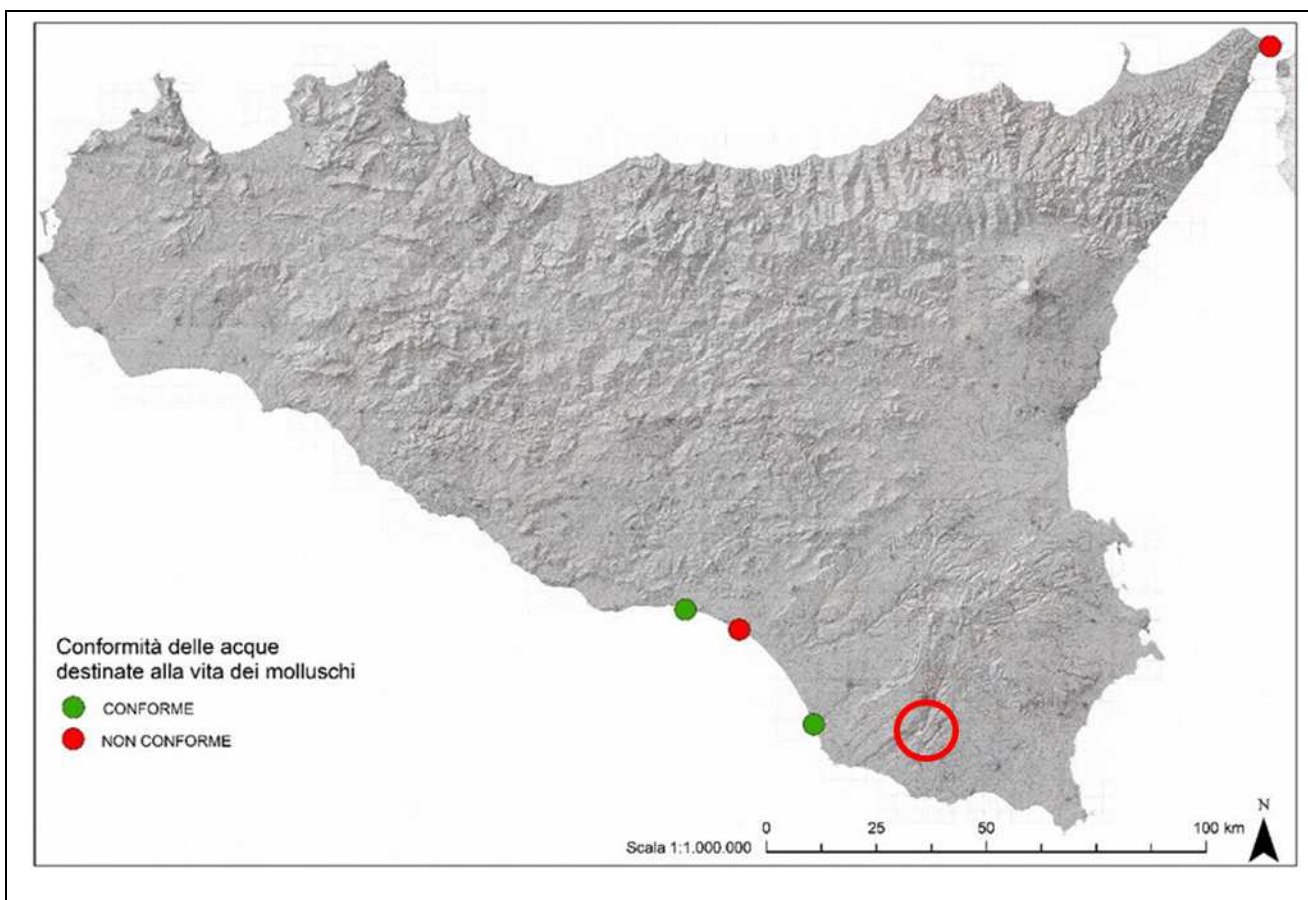 Conformità delle acque
destinate alla vita dei molluschi
CONFORME
NON CONFORME
N
0 25 50 100 km
Scala 1:1.000.000